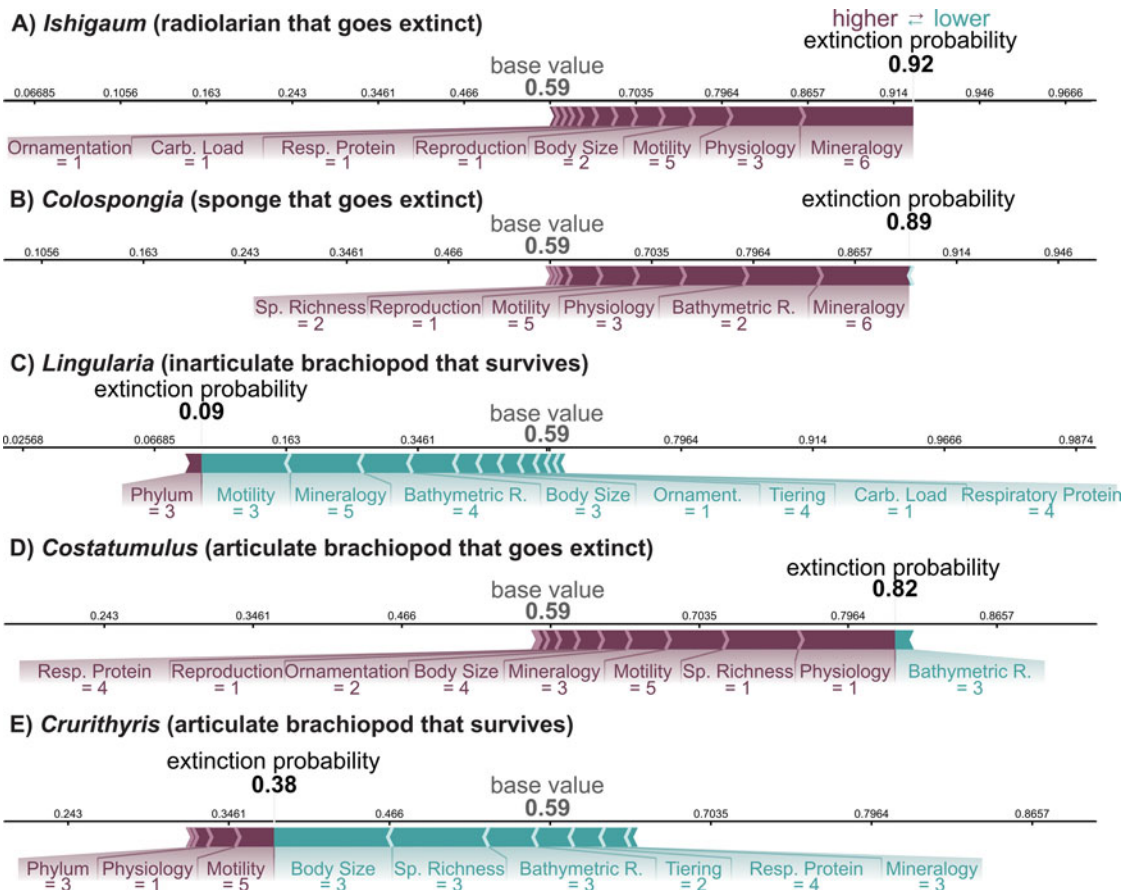 A) Ishigaum (radiolarian that goes extinct)
higher ⇄ lower
extinction probability
base value
0.92
0.59
0.06685 0.1056 0.163 0.243 0.3461 0.466 0.7035 0.7964 0.8657 0.914 0.946 0.9666
Ornamentation Carb. Load Resp. Protein Reproduction Body Size Motility Physiology Mineralogy
= 1 = 1 = 1 = 1 = 2 = 5 = 3 = 6
B) Colospongia (sponge that goes extinct)
extinction probability
base value
0.89
0.59
0.1056 0.163 0.243 0.3461 0.466 0.7035 0.7964 0.8657 0.914 0.946
Sp. Richness Reproduction Motility Physiology Bathymetric R. Mineralogy
= 2 = 1 = 5 = 3 = 2 = 6
C) Lingularia (inarticulate brachiopod that survives)
extinction probability
0.09
base value
0.59
0.02568 0.06685 0.163 0.3461 0.7964 0.914 0.9666 0.9874
Phylum Motility Mineralogy Bathymetric R. Body Size Ornament. Tiering Carb. Load Respiratory Protein
= 3 = 3 = 5 = 4 = 3 = 1 = 4 = 1 = 4
D) Costatumulus (articulate brachiopod that goes extinct)
extinction probability
base value
0.82
0.59
0.243 0.3461 0.466 0.7035 0.7964 0.8657
Resp. Protein Reproduction Ornamentation Body Size Mineralogy Motility Sp. Richness Physiology Bathymetric R.
= 4 = 1 = 2 = 4 = 3 = 5 = 1 = 1 = 3
E) Crurithyris (articulate brachiopod that survives)
extinction probability
0.38
base value
0.59
0.243 0.3461 0.466 0.7035 0.7964 0.8657
Phylum Physiology Motility Body Size Sp. Richness Bathymetric R. Tiering Resp. Protein Mineralogy
= 3 = 1 = 5 = 3 = 3 = 3 = 2 = 4 = 3